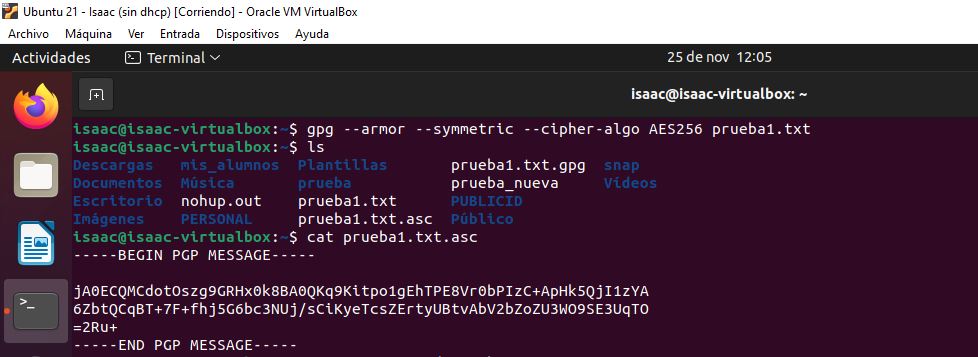 Ubuntu 21 - Isaac (sin dhcp) [Corriendo] - Oracle VM VirtualBox
Archivo Máquina Ver Entrada Dispositivos Ayuda
Actividades Terminal 25 de nov 12:05
isaac@isaac-virtualbox: ~
isaac@isaac-virtualbox:~$ gpg --armor --symmetric --cipher-algo AES256 prueba1.txt
isaac@isaac-virtualbox:~$ ls
Descargas mis_alumnos Plantillas prueba1.txt.gpg snap
Documentos Música prueba prueba_nueva Vídeos
Escritorio nohup.out prueba1.txt PUBLICID
Imágenes PERSONAL prueba1.txt.asc Público
isaac@isaac-virtualbox:~$ cat prueba1.txt.asc
-----BEGIN PGP MESSAGE-----
jA0ECQMCdotOszg9GRHx0k8BA0QKq9Kitpo1gEhTPE8Vr0bPIzC+ApHk5QjI1zYA
6ZbtQCqBT+7F+fhj5G6bc3NUj/sCiKyeTcsZErtyUBtvAbV2bZoZU3WO9SE3UqTO
=2Ru+
-----END PGP MESSAGE-----